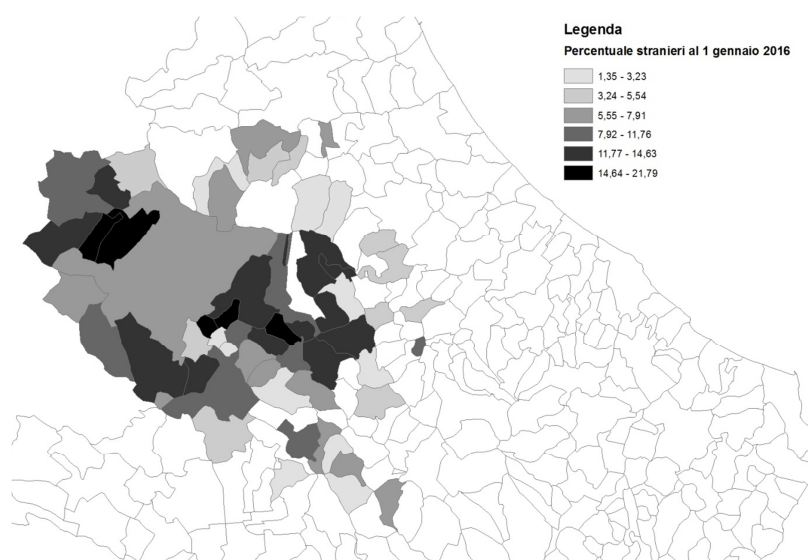 Legenda
Percentuale stranieri al 1 gennaio 2016
1,35 - 3,23
3,24 - 5,54
5,55 - 7,91
7,92 - 11,76
11,77 - 14,63
14,64 - 21,79